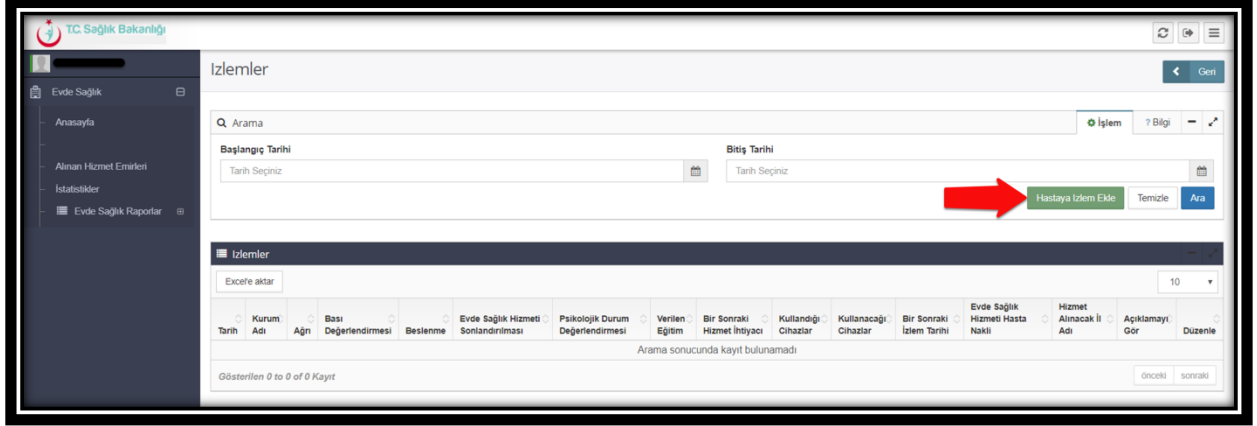 T.C. Sağlık Bakanlığı
Izlemler
Geri
Evde Sağlık
Anasayfa
Alınan Hizmet Emirleri
İstatistikler
Evde Sağlık Raporlar
Arama
İşlem
? Bilgi
Başlangıç Tarihi
Bitiş Tarihi
Tarih Seçiniz
Tarih Seçiniz
Hastaya Izlem Ekle
Temizle
Ara
Izlemler
Excel'e aktar
10
Tarih
Kurum
Adı
Ağrı
Bası
Değerlendirmesi
Beslenme
Evde Sağlık Hizmeti
Sonlandırılması
Psikolojik Durum
Değerlendirmesi
Verilen
Eğitim
Bir Sonraki
Hizmet İhtiyacı
Kullandığı
Cihazlar
Kullanacağı
Cihazlar
Bir Sonraki
İzlem Tarihi
Evde Sağlık
Hizmeti Hasta
Nakli
Hizmet
Alınacak İl
Adı
Açıklamayı
Gör
Düzenle
Arama sonucunda kayıt bulunamadı
Gösterilen 0 to 0 of 0 Kayıt
önceki
sonraki